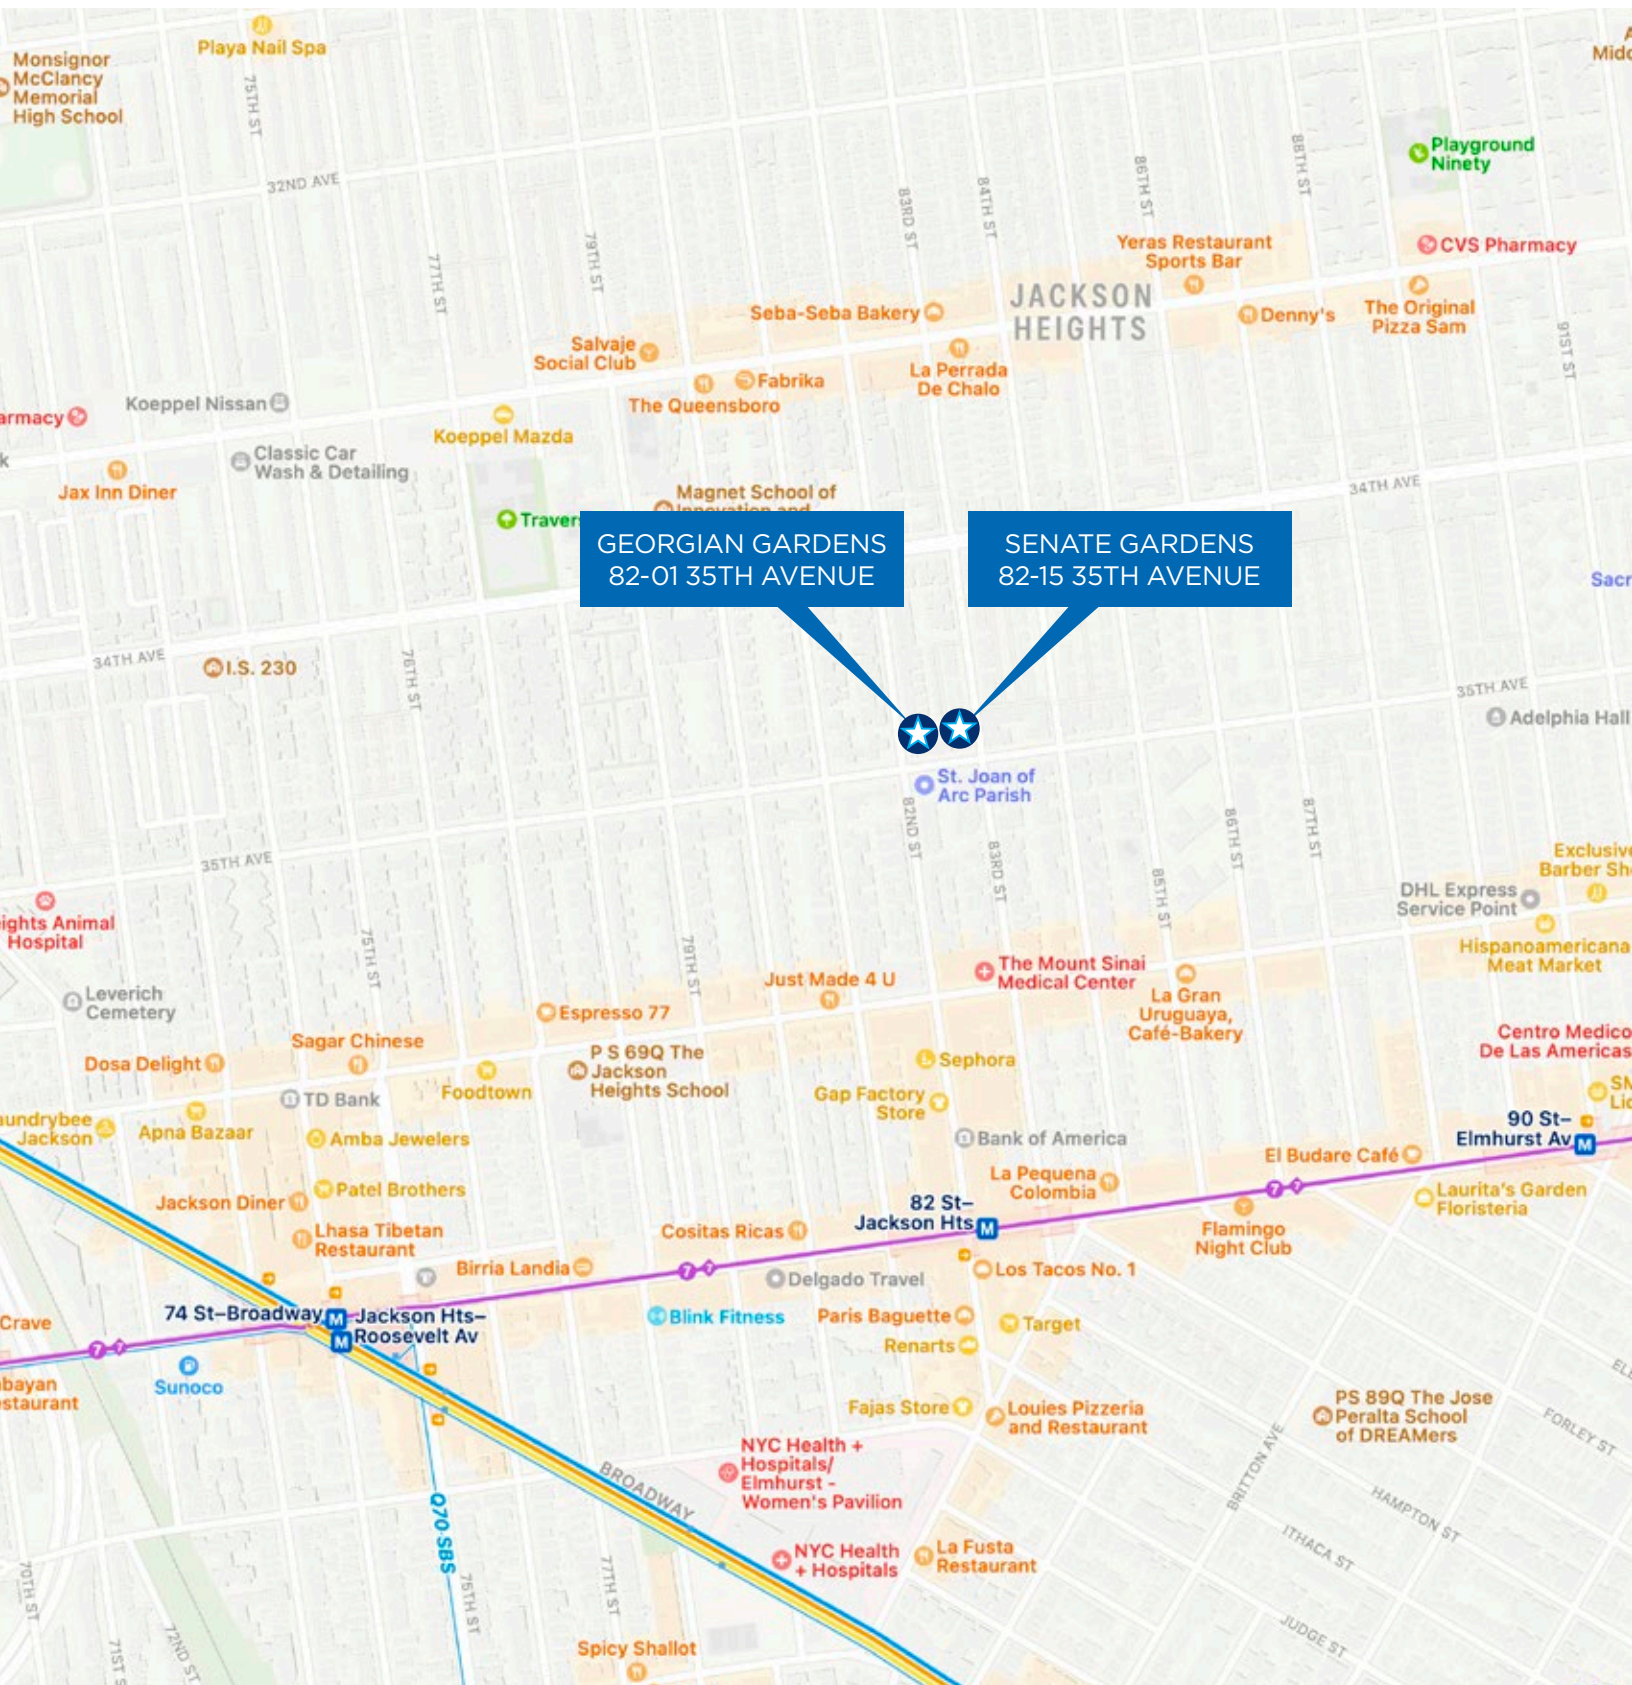 Playa Nail Spa
Monsignor
McClancy
Memorial
High School
75TH ST
32ND AVE
Playground
Ninety
88TH ST
86TH ST
84TH ST
83RD ST
79TH ST
77TH ST
Yeras Restaurant
Sports Bar
CVS Pharmacy
JACKSON
HEIGHTS
Seba-Seba Bakery
Denny's
The Original
Pizza Sam
91ST ST
Salvaje
Social Club
La Perrada
De Chalo
Fabrika
The Queensboro
Koeppel Nissan
armacy
Koeppel Mazda
Classic Car
Wash & Detailing
Jax Inn Diner
34TH AVE
Magnet School of
GEORGIAN GARDENS
82-01 35TH AVENUE
SENATE GARDENS
82-15 35TH AVENUE
Sacr
34TH AVE
I.S. 230
76TH ST
35TH AVE
Adelphia Hall
St. Joan of
Arc Parish
82ND ST
83RD ST
85TH ST
86TH ST
87TH ST
35TH AVE
Exclusive
DHL Express
Service Point
Hispanoamericana
Meat Market
ights Animal
Hospital
75TH ST
79TH ST
Leverich
Cemetery
Just Made 4 U
The Mount Sinai
Medical Center
La Gran
Uruguaya,
Café-Bakery
Espresso 77
Sagar Chinese
Dosa Delight
Centro Medico
De Las Americas
P S 69Q The
Jackson
Heights School
Sephora
Foodtown
TD Bank
Gap Factory
Store
aundrybee
Jackson
Apna Bazaar
Amba Jewelers
Bank of America
90 St–
Elmhurst Av
El Budare Café
La Pequena
Colombia
Patel Brothers
Jackson Diner
82 St–
Jackson Hts
7
7
Laurita's Garden
Floristeria
Lhasa Tibetan
Restaurant
Cositas Ricas
Flamingo
Night Club
Birria Landia
7
7
Delgado Travel
Los Tacos No. 1
74 St–Broadway
Jackson Hts–
Roosevelt Av
Blink Fitness
Paris Baguette
Target
Crave
7
7
Renarts
Sunoco
Fajas Store
Louies Pizzeria
and Restaurant
PS 89Q The Jose
Peralta School
of DREAMers
FORLEY ST
NYC Health +
Hospitals/
Elmhurst -
Women's Pavilion
BROADWAY
BRITTON AVE
HAMPTON ST
ITHACA ST
Q70 SBS
NYC Health
+ Hospitals
La Fusta
Restaurant
70TH ST
75TH ST
77TH ST
JUDGE ST
72ND ST
Spicy Shallot